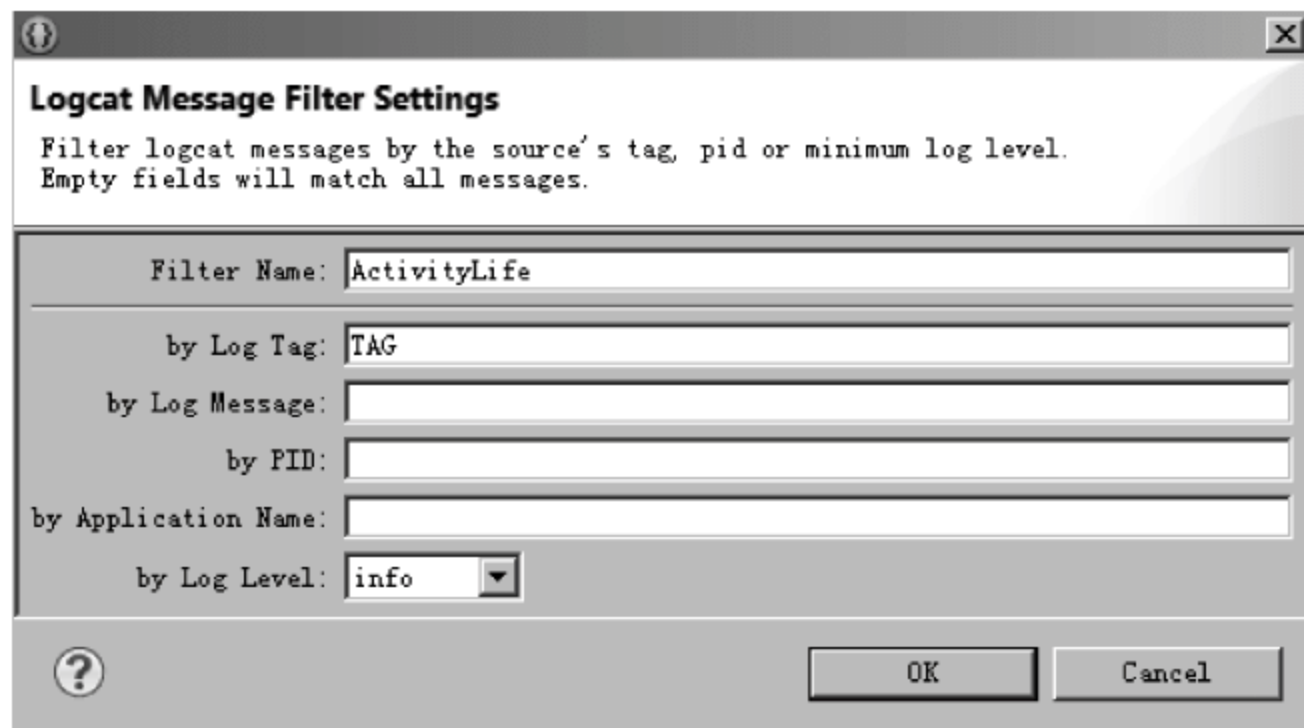 Logcat Message Filter Settings
Filter logcat messages by the source's tag, pid or minimum log level.
Empty fields will match all messages.
Filter Name: ActivityLife
by Log Tag: TAG
by Log Message:
by PID:
by Application Name:
by Log Level: info
OK Cancel